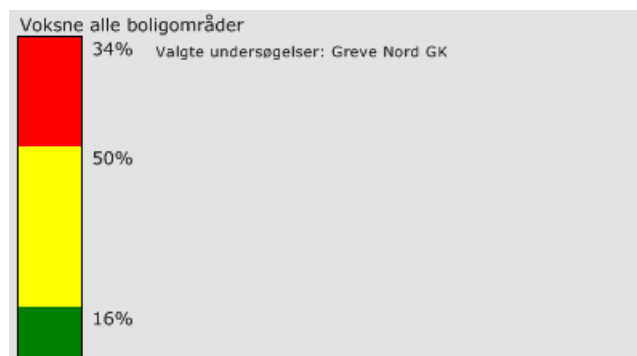 Voksne alle boligområder
34% Valgte undersøgelser: Greve Nord GK
50%
16%